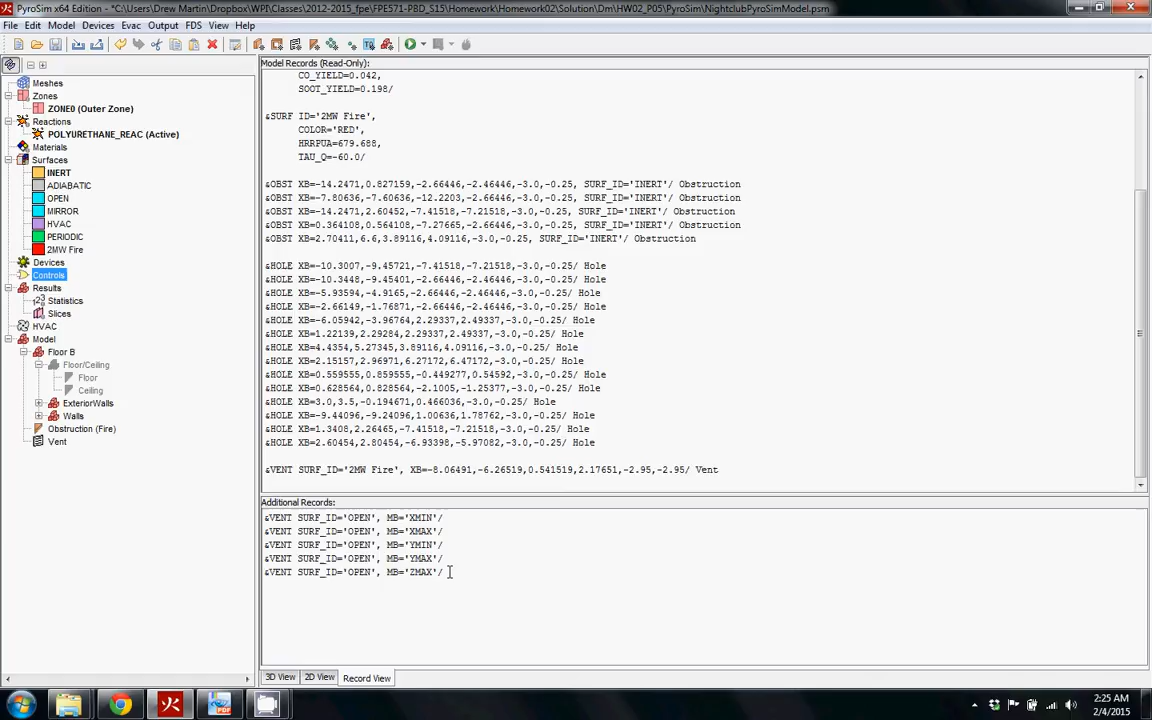 PyroSim x64 Edition - *C:\Users\Drew Martin\Dropbox\WPI\Classes\2012-2015_fpe\FPE571-PBD_S15\Homework\Homework02\Solution\Dm\HW02_P05\PyroSim\NightclubPyroSimModel.psm
File Edit Model Devices Evac Output FDS View Help
Meshes
Zones
ZONE0 (Outer Zone)
Reactions
POLYURETHANE_REAC (Active)
Materials
Surfaces
INERT
ADIABATIC
OPEN
MIRROR
HVAC
PERIODIC
2MW Fire
Devices
Controls
Results
Statistics
Slices
HVAC
Model
Floor B
Floor/Ceiling
Floor
Ceiling
ExteriorWalls
Walls
Obstruction (Fire)
Vent
Model Records (Read-Only):
CO_YIELD=0.042,
SOOT_YIELD=0.198/
&SURF ID='2MW Fire',
COLOR='RED',
HRRPUA=679.688,
TAU_Q=-60.0/
&OBST XB=-14.2471,0.827159,-2.66446,-2.46446,-3.0,-0.25, SURF_ID='INERT'/ Obstruction
&OBST XB=-7.80636,-7.60636,-12.2203,-2.66446,-3.0,-0.25, SURF_ID='INERT'/ Obstruction
&OBST XB=-14.2471,2.60452,-7.41518,-7.21518,-3.0,-0.25, SURF_ID='INERT'/ Obstruction
&OBST XB=0.364108,0.564108,-7.27665,-2.66446,-3.0,-0.25, SURF_ID='INERT'/ Obstruction
&OBST XB=2.70411,6.6,3.89116,4.09116,-3.0,-0.25, SURF_ID='INERT'/ Obstruction
&HOLE XB=-10.3007,-9.45721,-7.41518,-7.21518,-3.0,-0.25/ Hole
&HOLE XB=-10.3448,-9.45401,-2.66446,-2.46446,-3.0,-0.25/ Hole
&HOLE XB=-5.93594,-4.9165,-2.66446,-2.46446,-3.0,-0.25/ Hole
&HOLE XB=-2.66149,-1.76871,-2.66446,-2.46446,-3.0,-0.25/ Hole
&HOLE XB=-6.05942,-3.96764,2.29337,2.49337,-3.0,-0.25/ Hole
&HOLE XB=1.22139,2.29284,2.29337,2.49337,-3.0,-0.25/ Hole
&HOLE XB=4.4354,5.27345,3.89116,4.09116,-3.0,-0.25/ Hole
&HOLE XB=2.15157,2.96971,6.27172,6.47172,-3.0,-0.25/ Hole
&HOLE XB=0.559555,0.859555,-0.449277,0.54592,-3.0,-0.25/ Hole
&HOLE XB=0.628564,0.828564,-2.1005,-1.25377,-3.0,-0.25/ Hole
&HOLE XB=3.0,3.5,-0.194671,0.466036,-3.0,-0.25/ Hole
&HOLE XB=-9.44096,-9.24096,1.00636,1.78762,-3.0,-0.25/ Hole
&HOLE XB=1.3408,2.26465,-7.41518,-7.21518,-3.0,-0.25/ Hole
&HOLE XB=2.60454,2.80454,-6.93398,-5.97082,-3.0,-0.25/ Hole
&VENT SURF_ID='2MW Fire', XB=-8.06491,-6.26519,0.541519,2.17651,-2.95,-2.95/ Vent
Additional Records:
&VENT SURF_ID='OPEN', MB='XMIN'/
&VENT SURF_ID='OPEN', MB='XMAX'/
&VENT SURF_ID='OPEN', MB='YMIN'/
&VENT SURF_ID='OPEN', MB='YMAX'/
&VENT SURF_ID='OPEN', MB='ZMAX'/
3D View 2D View Record View
2:25 AM
2/4/2015